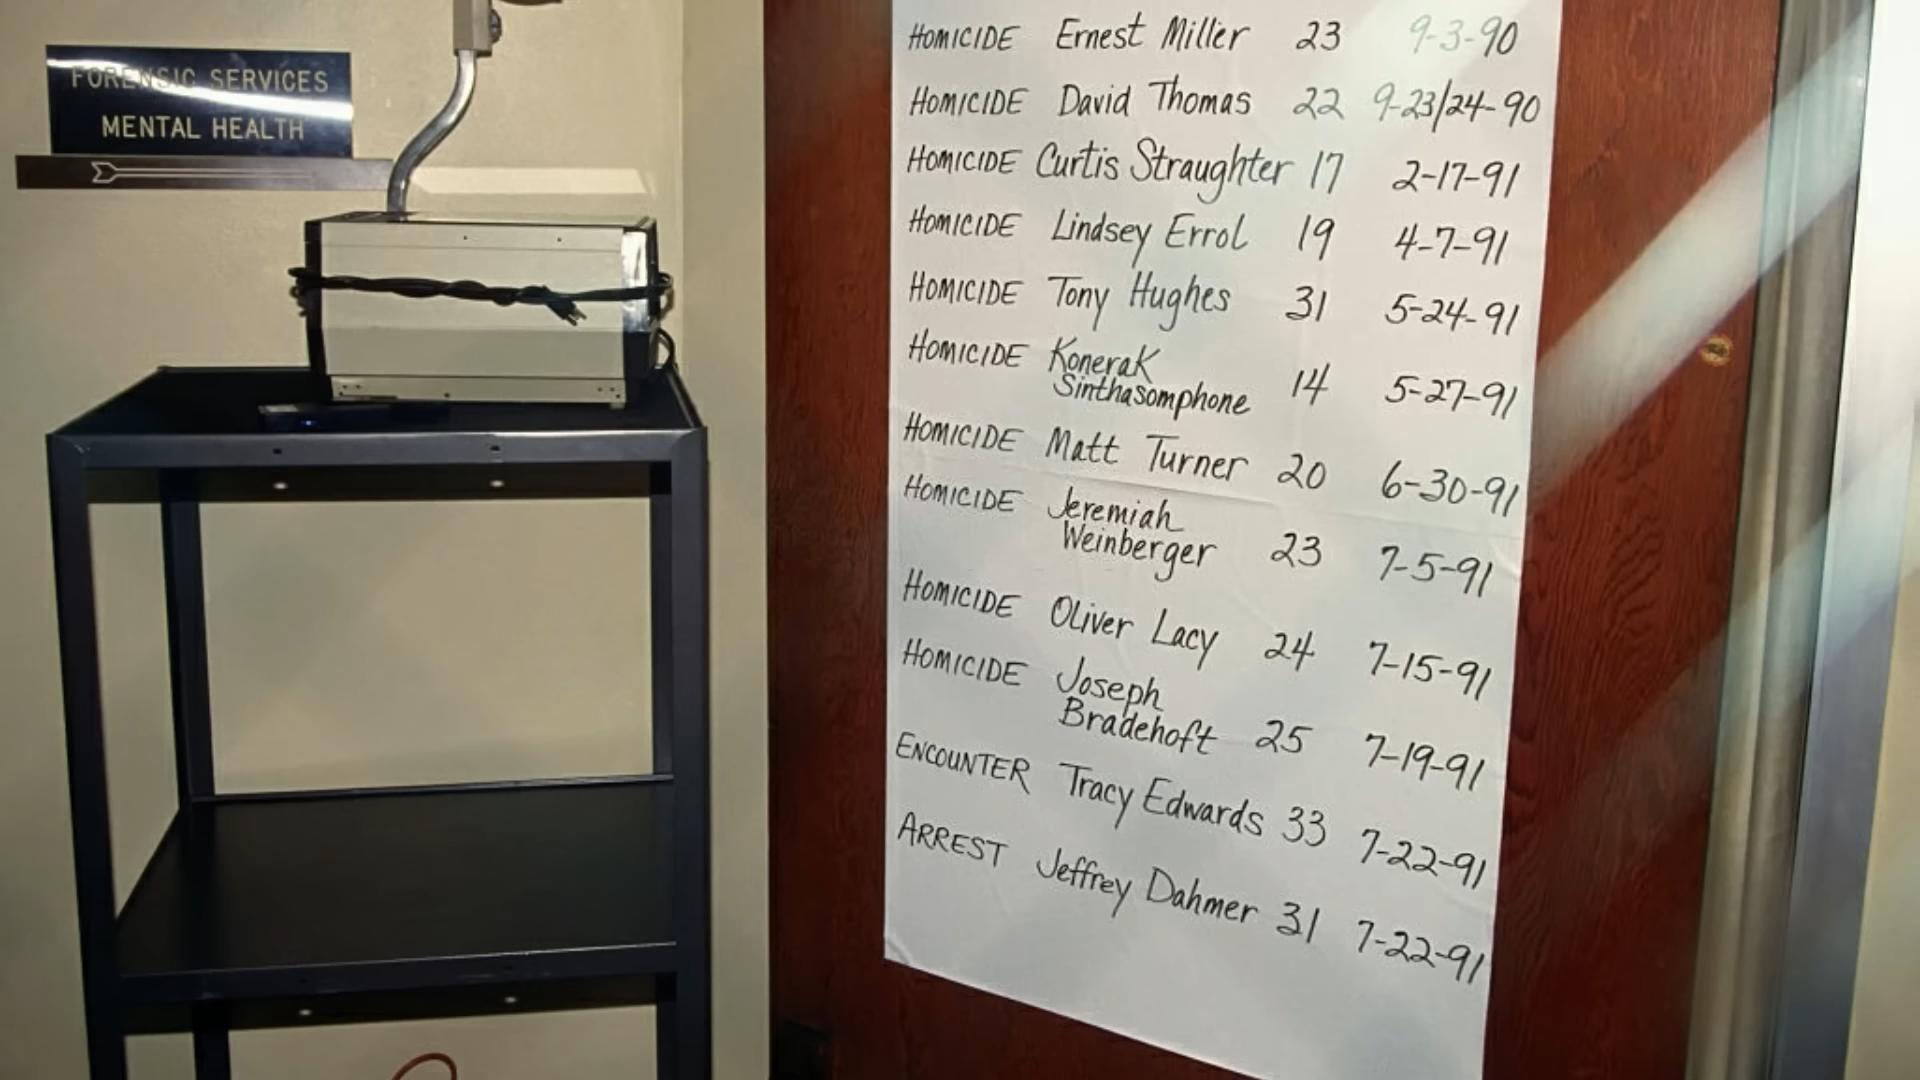 FORENSIC SERVICES
MENTAL HEALTH
HOMICIDE Ernest Miller 23 9-3-90
HOMICIDE David Thomas 22 9-23/24-90
HOMICIDE Curtis Straughter 17 2-17-91
HOMICIDE Lindsey Errol 19 4-7-91
HOMICIDE Tony Hughes 31 5-24-91
HOMICIDE Konerak
Sinthasomphone 14 5-27-91
HOMICIDE Matt Turner 20 6-30-91
HOMICIDE Jeremiah
Weinberger 23 7-5-91
HOMICIDE Oliver Lacy 24 7-15-91
HOMICIDE Joseph
Bradehoft 25 7-19-91
ENCOUNTER Tracy Edwards 33 7-22-91
ARREST Jeffrey Dahmer 31 7-22-91